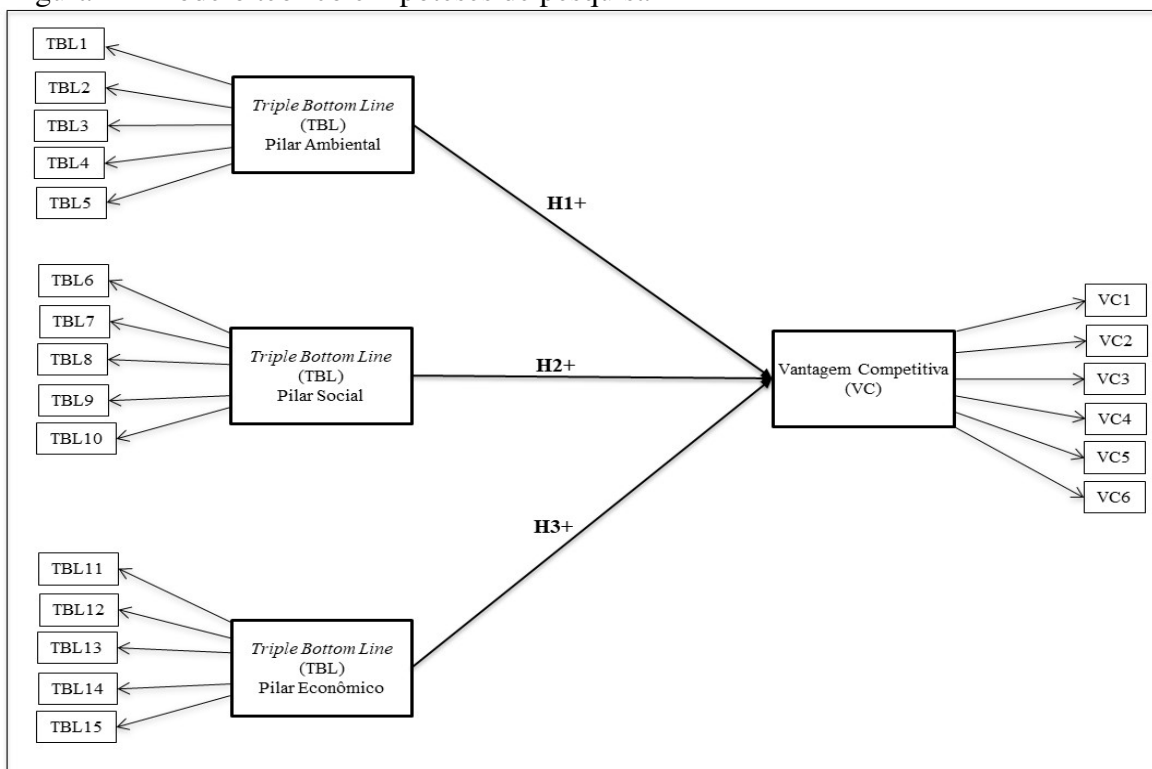 TBL1
TBL2
TBL3
TBL4
TBL5
Triple Bottom Line
(TBL)
Pilar Ambiental
H1+
TBL6
TBL7
TBL8
TBL9
TBL10
Triple Bottom Line
(TBL)
Pilar Social
H2+
Vantagem Competitiva
(VC)
VC1
VC2
VC3
VC4
VC5
VC6
H3+
TBL11
TBL12
TBL13
TBL14
TBL15
Triple Bottom Line
(TBL)
Pilar Econômico